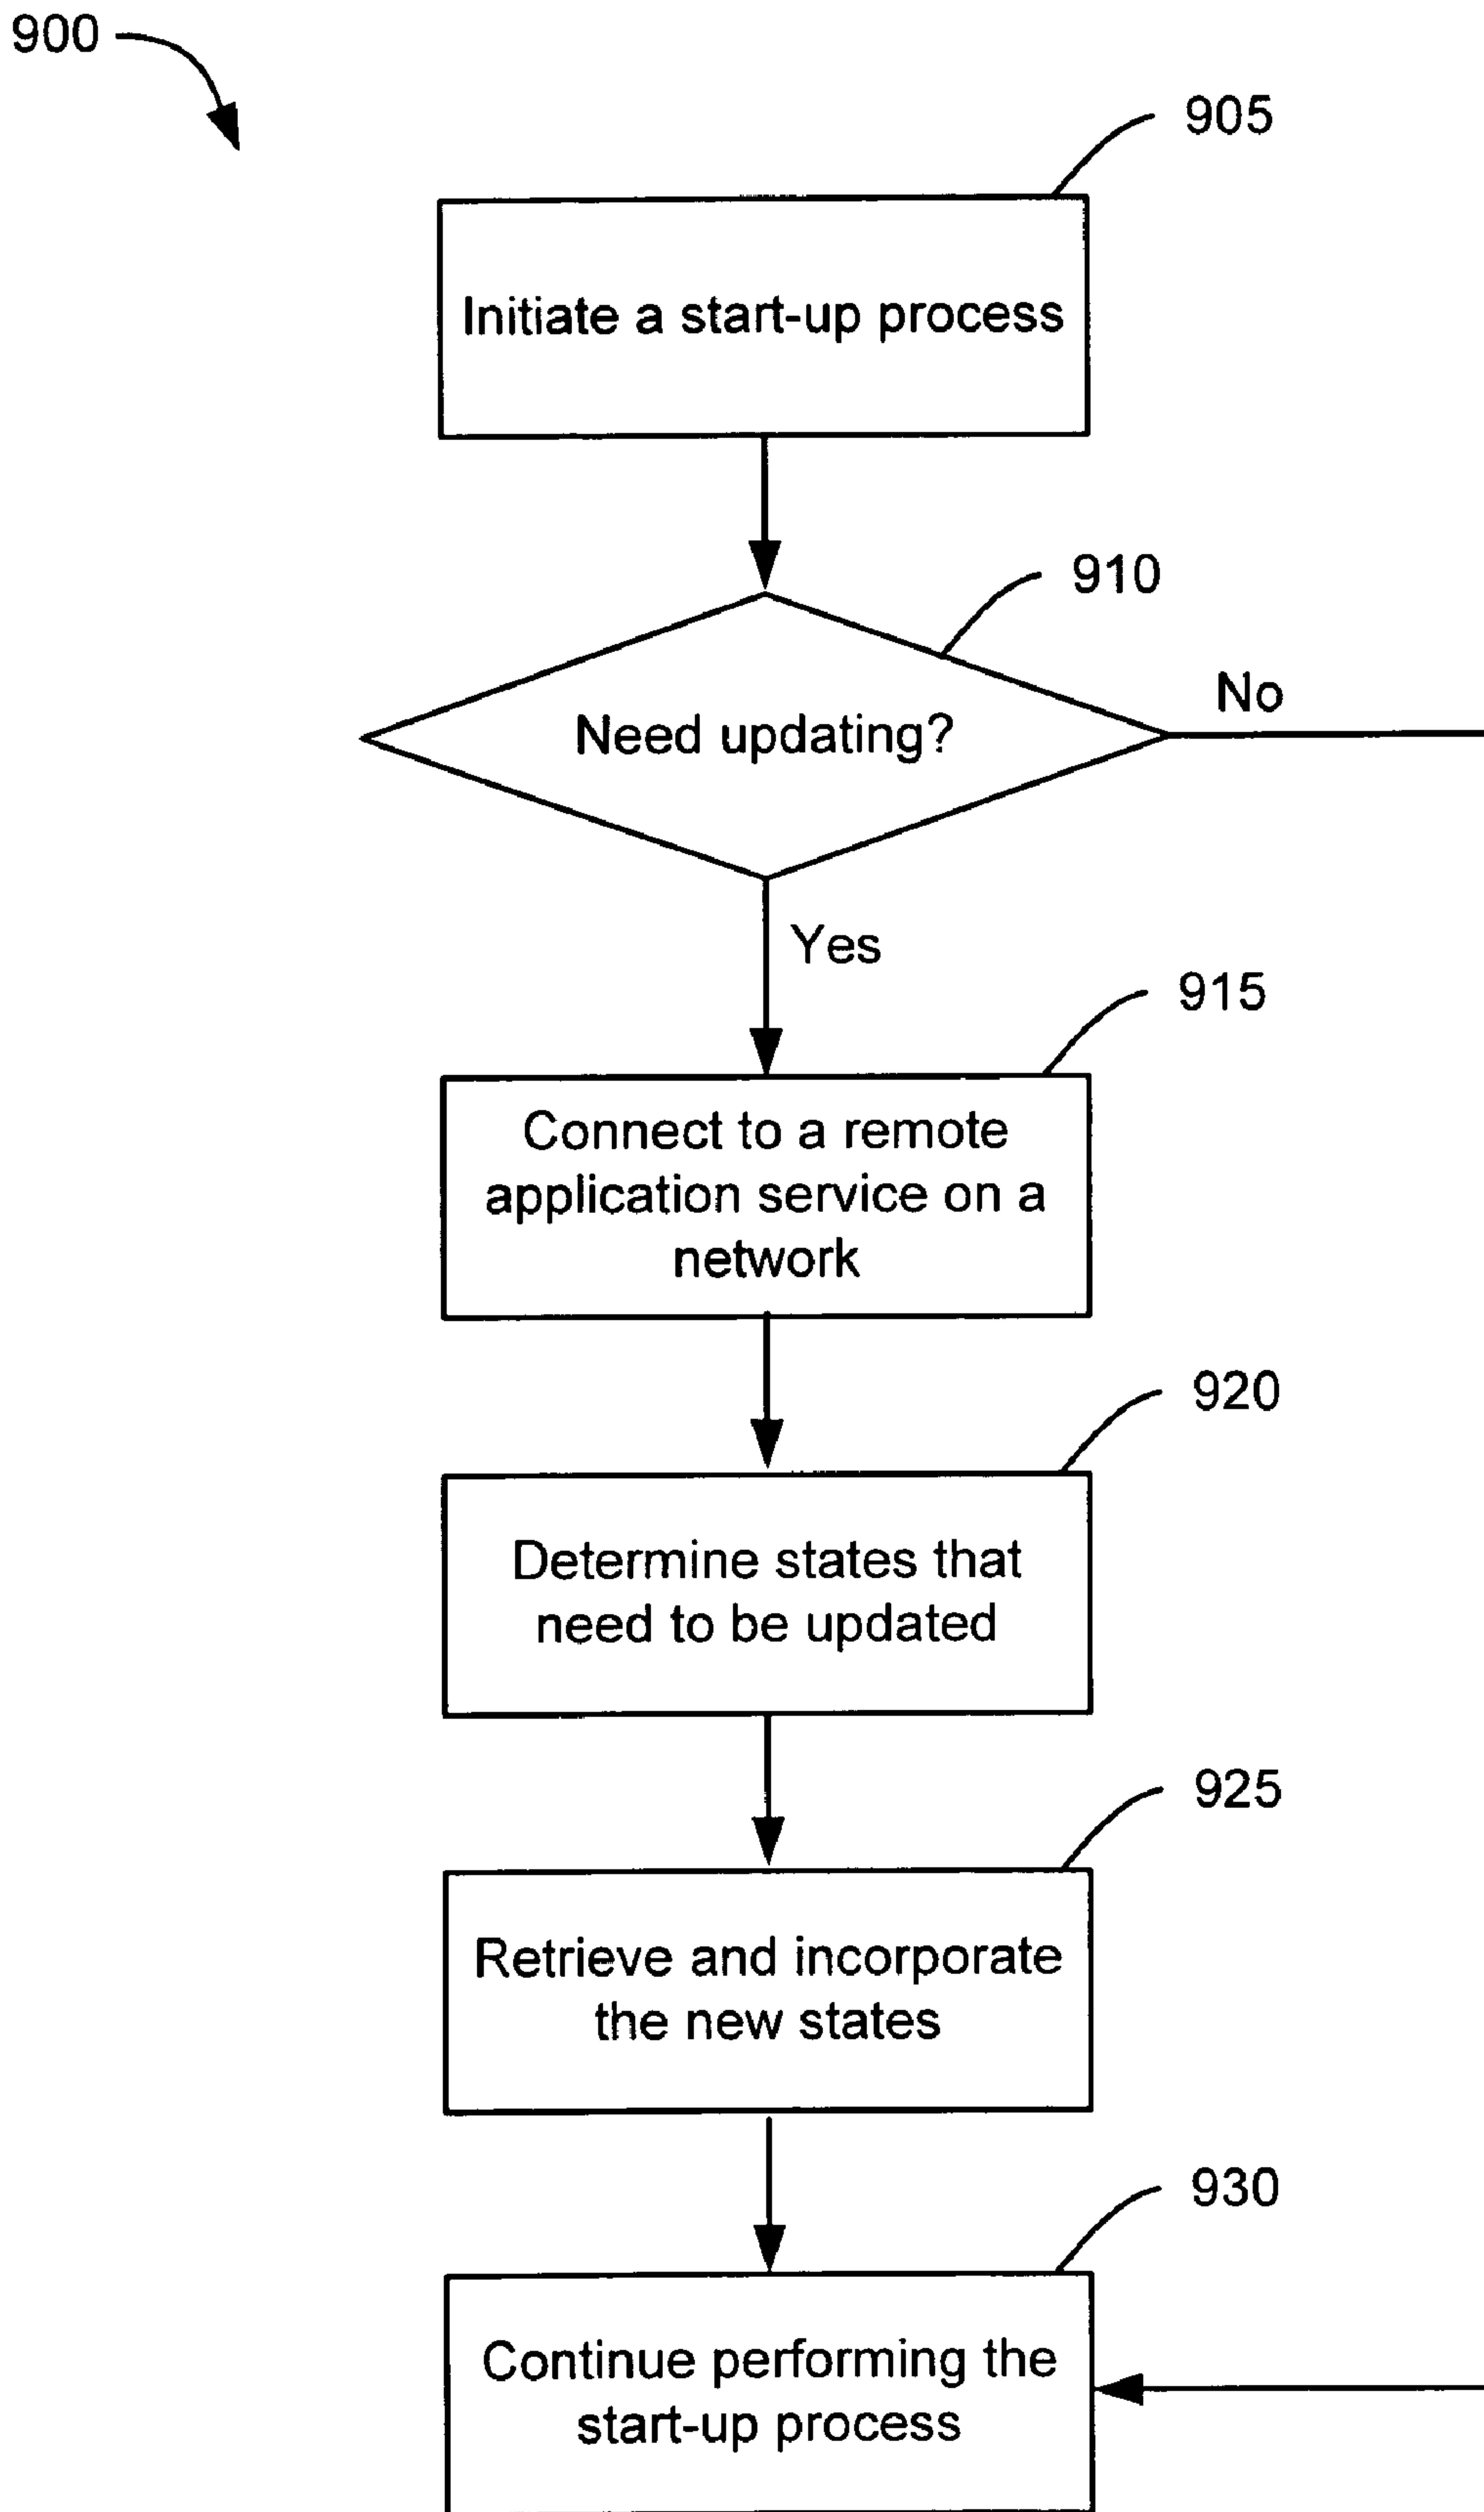 900
905
Initiate a start-up process
910
Need updating?
No
Yes
915
Connect to a remote
application service on a
network
920
Determine states that
need to be updated
925
Retrieve and incorporate
the new states
930
Continue performing the
start-up process